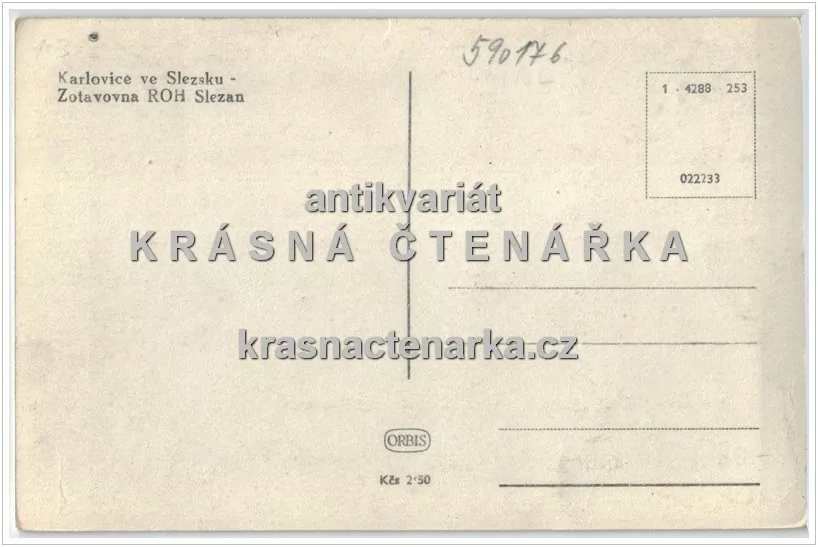 590176
Karlovice ve Slezsku -
Zotavovna ROH Slezan
1 - 4288 253
022233
antikvariát
KRÁSNÁ ČTENÁŘKA
krasnactenarka.cz
ORBIS
Kčs 2·50